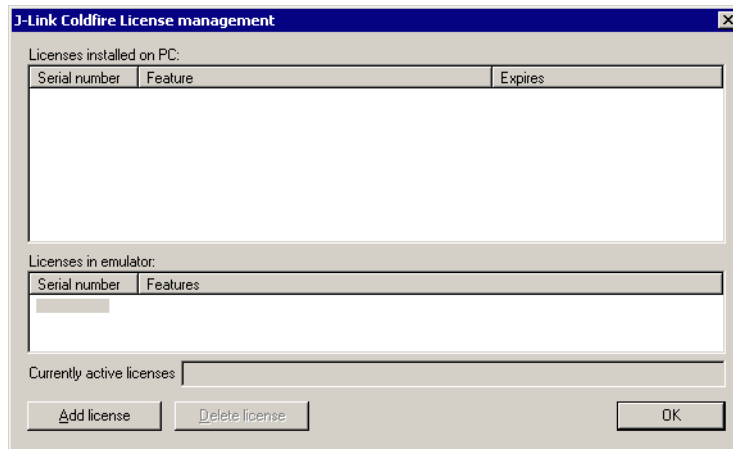 J-Link Coldfire License management
Licenses installed on PC:
Serial number Feature Expires
Licenses in emulator:
Serial number Features
Currently active licenses
Add license Delete license OK